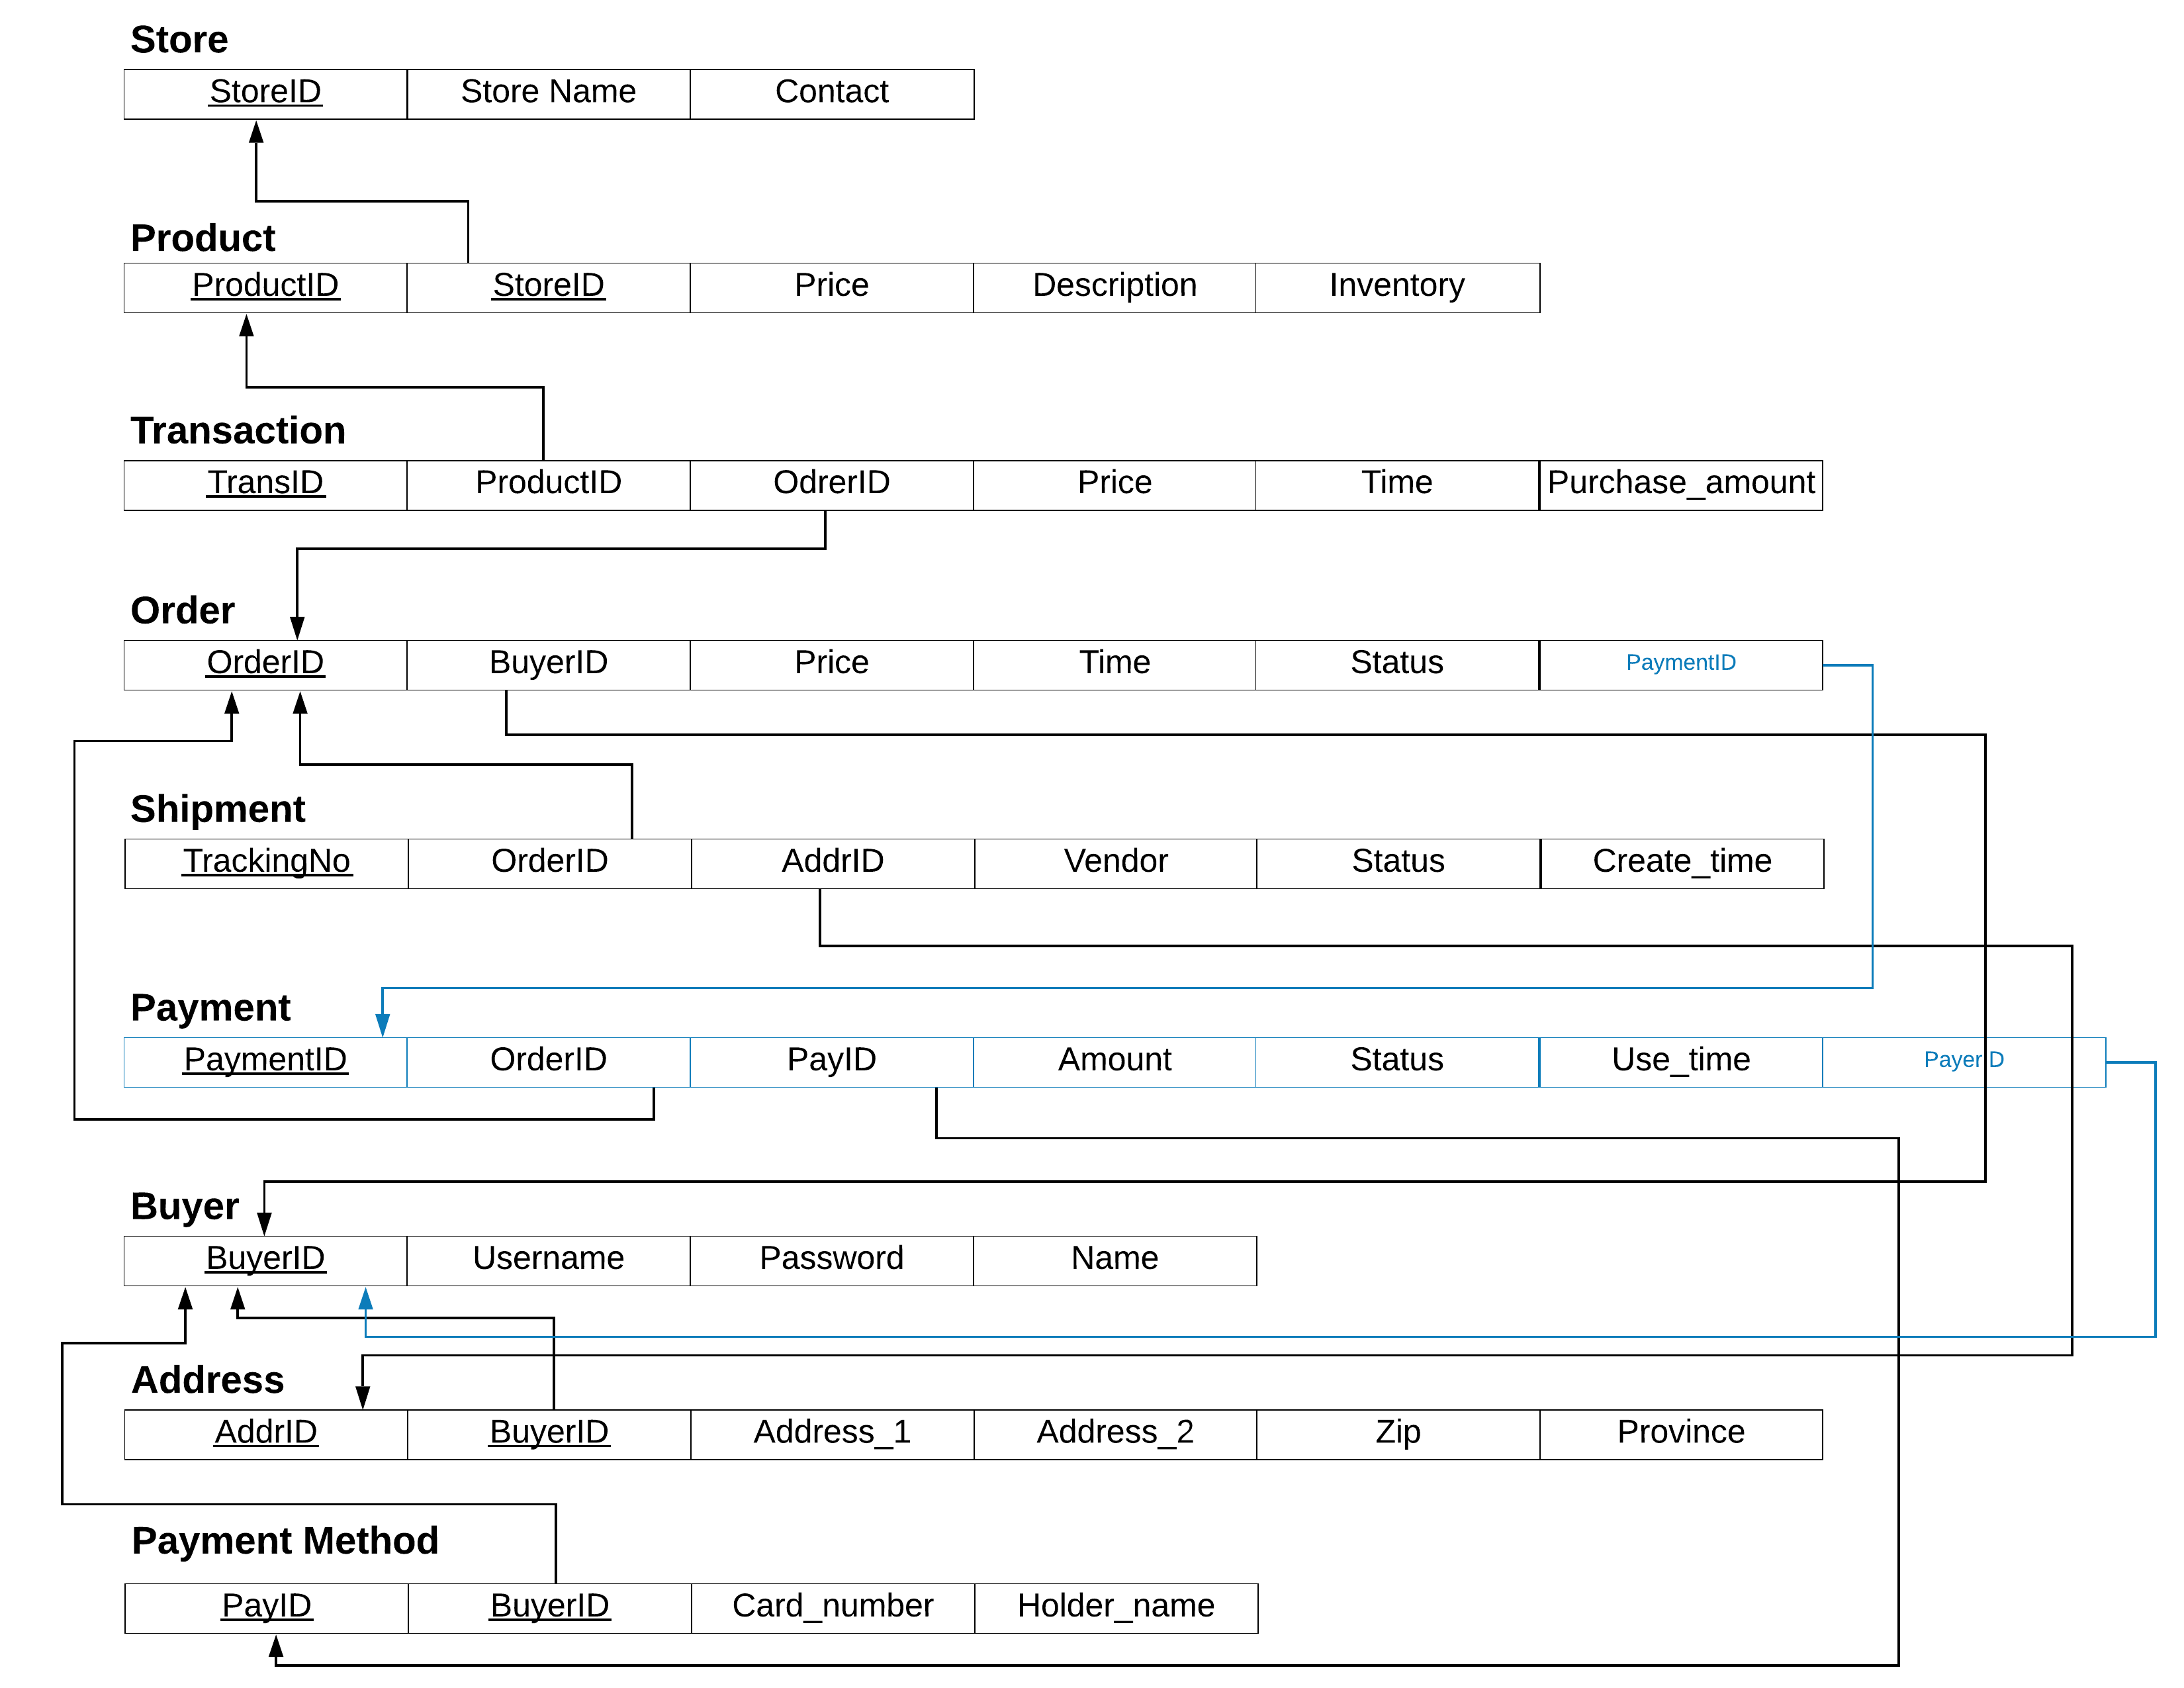 Store
StoreID Store Name Contact
Product
ProductID StoreID Price Description Inventory
Transaction
TransID ProductID OdrerID Price Time Purchase_amount
Order
OrderID BuyerID Price Time Status PaymentID
Shipment
TrackingNo OrderID AddrID Vendor Status Create_time
Payment
PaymentID OrderID PayID Amount Status Use_time PayerID
Buyer
BuyerID Username Password Name
Address
AddrID BuyerID Address_1 Address_2 Zip Province
Payment Method
PayID BuyerID Card_number Holder_name